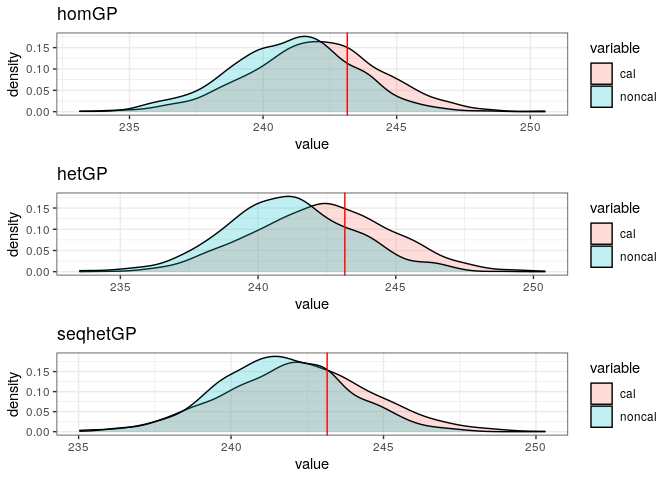 homGP
density
0.15
0.10
0.05
0.00
235 240 245 250
value
variable
cal
noncal
hetGP
density
0.15
0.10
0.05
0.00
235 240 245 250
value
variable
cal
noncal
seqhetGP
density
0.15
0.10
0.05
0.00
235 240 245 250
value
variable
cal
noncal